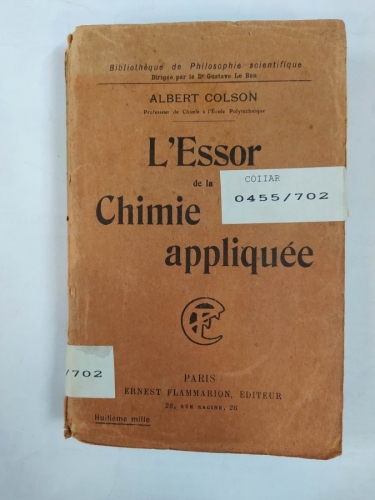 Bibliothèque de Philosophie scientifique
Dirigée par le Dr Gustave Le Bon
ALBERT COLSON
Professeur de Chimie à l'École Polytechnique
L'Essor
de la
COIIAR
0455/702
Chimie
appliquée
/702
PARIS
ERNEST FLAMMARION, ÉDITEUR
26, RUE RACINE, 26
Huitième mille